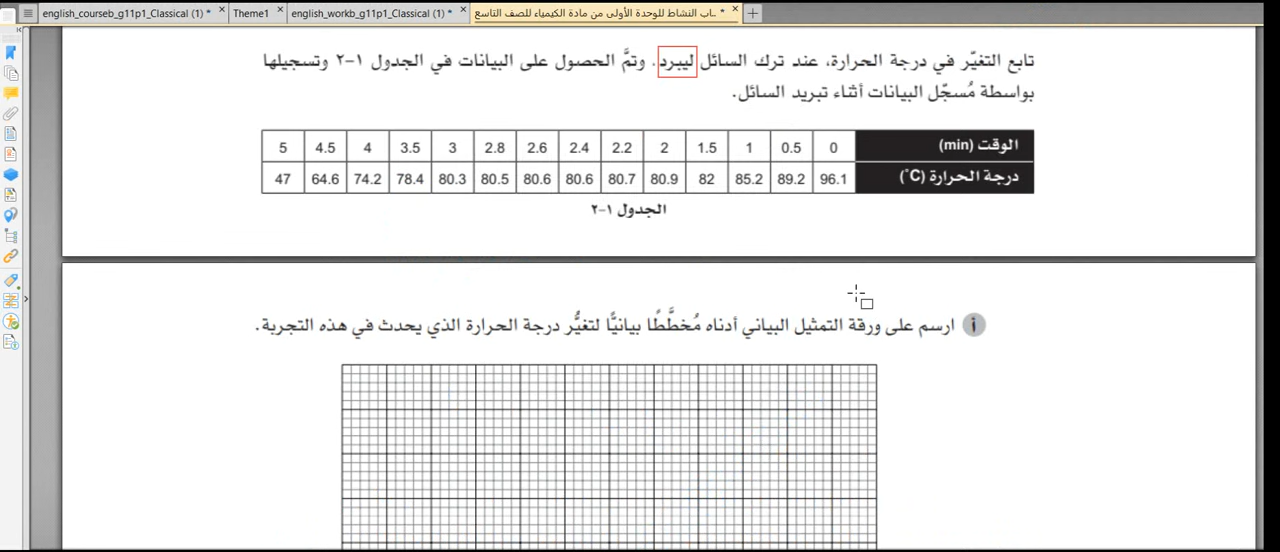 english_courseb_g11p1_Classical (1) *
Theme1
english_workb_g11p1_Classical (1) *
..اب النشاط للوحدة الأولى من مادة الكيمياء للصف التاسع *
تابع التغيّر في درجة الحرارة، عند ترك السائل ليبرد. وتمَّ الحصول على البيانات في الجدول ١-٢ وتسجيلها
بواسطة مُسجّل البيانات أثناء تبريد السائل.
الوقت (min) 0 0.5 1 1.5 2 2.2 2.4 2.6 2.8 3 3.5 4 4.5 5
درجة الحرارة (°C) 96.1 89.2 85.2 82 80.9 80.7 80.6 80.6 80.5 80.3 78.4 74.2 64.6 47
الجدول ١-٢
أ ارسم على ورقة التمثيل البياني أدناه مُخطَّطًا بيانيًّا لتغيُّر درجة الحرارة الذي يحدث في هذه التجربة.